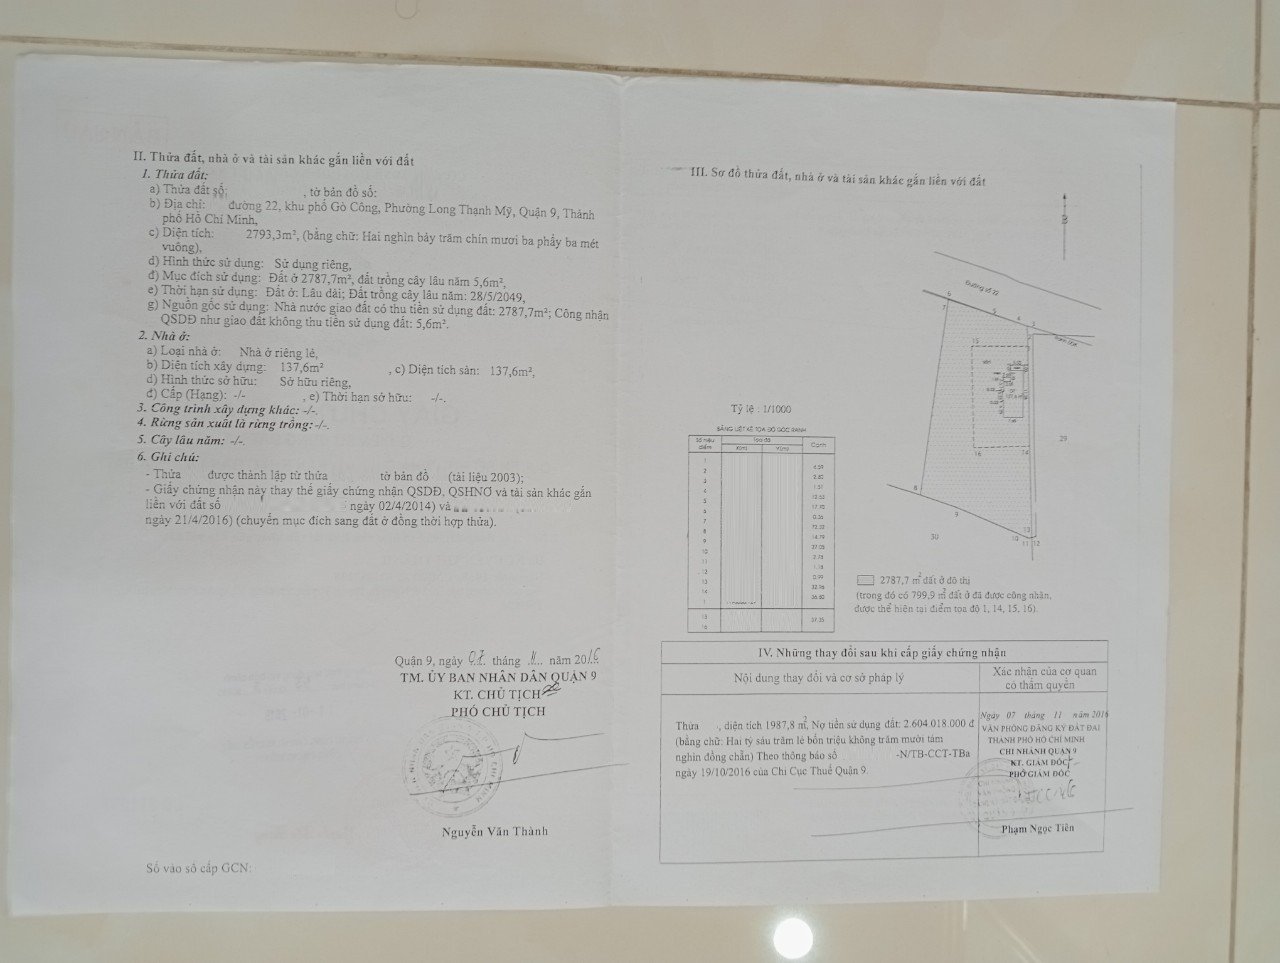 II. Thửa đất, nhà ở và tài sản khác gắn liền với đất
1. Thửa đất:
a) Thửa đất số: , tờ bản đồ số:
b) Địa chỉ: đường 22, khu phố Gò Công, Phường Long Thạnh Mỹ, Quận 9, Thành
phố Hồ Chí Minh,
c) Diện tích: 2793,3m², (bằng chữ: Hai nghìn bảy trăm chín mươi ba phẩy ba mét
vuông),
d) Hình thức sử dụng: Sử dụng riêng,
đ) Mục đích sử dụng: Đất ở 2787,7m², đất trồng cây lâu năm 5,6m²,
e) Thời hạn sử dụng: Đất ở: Lâu dài; Đất trồng cây lâu năm: 28/5/2049,
g) Nguồn gốc sử dụng: Nhà nước giao đất có thu tiền sử dụng đất: 2787,7m²; Công nhận
QSDĐ như giao đất không thu tiền sử dụng đất: 5,6m².
2. Nhà ở:
a) Loại nhà ở: Nhà ở riêng lẻ,
b) Diện tích xây dựng: 137,6m² , c) Diện tích sàn: 137,6m²,
d) Hình thức sở hữu: Sở hữu riêng,
đ) Cấp (Hạng): -/- , e) Thời hạn sở hữu: -/-.
3. Công trình xây dựng khác: -/-.
4. Rừng sản xuất là rừng trồng: -/-.
5. Cây lâu năm: -/-.
6. Ghi chú:
- Thửa được thành lập từ thửa tờ bản đồ (tài liệu 2003);
- Giấy chứng nhận này thay thế giấy chứng nhận QSDĐ, QSHNƠ và tài sản khác gắn
liền với đất số ngày 02/4/2014) và
ngày 21/4/2016) (chuyển mục đích sang đất ở đồng thời hợp thửa).
Quận 9, ngày 07 tháng 11 năm 2016
TM. ỦY BAN NHÂN DÂN QUẬN 9
KT. CHỦ TỊCH
PHÓ CHỦ TỊCH
Nguyễn Văn Thành
Số vào sổ cấp GCN:
III. Sơ đồ thửa đất, nhà ở và tài sản khác gắn liền với đất
B
Đường số 22
Tỷ lệ : 1/1000
BẢNG LIỆT KÊ TỌA ĐỘ GÓC RANH
Số hiệu điểm
Tọa độ
X(m) Y(m)
Cạnh
29
30
2787,7 m² đất ở đô thị
(trong đó có 799,9 m² đất ở đã được công nhận,
được thể hiện tại điểm tọa độ 1, 14, 15, 16).
IV. Những thay đổi sau khi cấp giấy chứng nhận
Nội dung thay đổi và cơ sở pháp lý
Xác nhận của cơ quan
có thẩm quyền
Thửa , diện tích 1987,8 m², Nợ tiền sử dụng đất: 2.604.018.000 đ
(bằng chữ: Hai tỷ sáu trăm lẻ bốn triệu không trăm mười tám
nghìn đồng chẵn) Theo thông báo số -N/TB-CCT-TBa
ngày 19/10/2016 của Chi Cục Thuế Quận 9.
Ngày 07 tháng 11 năm 2016
VĂN PHÒNG ĐĂNG KÝ ĐẤT ĐAI
THÀNH PHỐ HỒ CHÍ MINH
CHI NHÁNH QUẬN 9
KT. GIÁM ĐỐC
PHÓ GIÁM ĐỐC
Phạm Ngọc Tiên